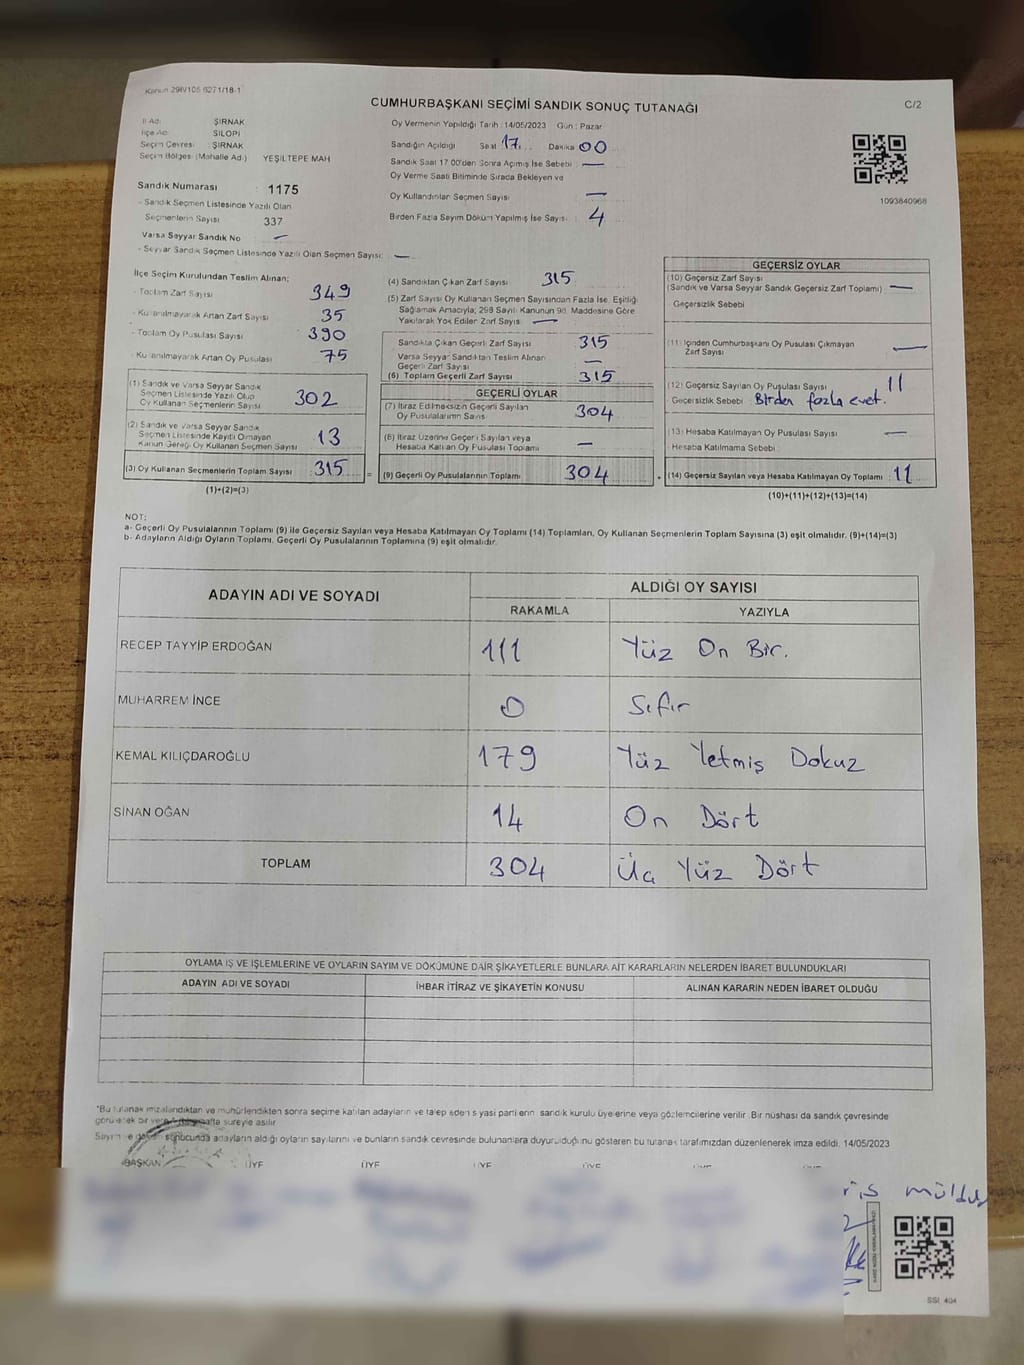 Kanun 298/105 6271/18-1
CUMHURBAŞKANI SEÇİMİ SANDIK SONUÇ TUTANAĞI
C/2
İl Adı: ŞIRNAK
İlçe Adı: SİLOPİ
Seçim Çevresi: ŞIRNAK
Seçim Bölgesi (Mahalle Ad.) YEŞİLTEPE MAH
Sandık Numarası : 1175
- Sandık Seçmen Listesinde Yazılı Olan
Seçmenlerin Sayısı : 337
Varsa Seyyar Sandık No : —
- Seyyar Sandık Seçmen Listesinde Yazılı Olan Seçmen Sayısı: —
Oy Vermenin Yapıldığı Tarih : 14/05/2023 Gün : Pazar
Sandığın Açıldığı Saat 17 Dakika 00
Sandık Saat 17.00'den Sonra Açılmış İse Sebebi : —
Oy Verme Saati Bitiminde Sırada Bekleyen ve
Oy Kullandırılan Seçmen Sayısı —
Birden Fazla Sayım Döküm Yapılmış İse Sayısı: 4
1093840968
İlçe Seçim Kurulundan Teslim Alınan;
- Toplam Zarf Sayısı 349
- Kullanılmayarak Artan Zarf Sayısı 35
- Toplam Oy Pusulası Sayısı 390
- Kullanılmayarak Artan Oy Pusulası 75
(1) Sandık ve Varsa Seyyar Sandık
Seçmen Listesinde Yazılı Olup
Oy Kullanan Seçmenlerin Sayısı 302
(2) Sandık ve Varsa Seyyar Sandık
Seçmen Listesinde Kayıtlı Olmayan
Kanun Gereği Oy Kullanan Seçmen Sayısı 13
(3) Oy Kullanan Seçmenlerin Toplam Sayısı 315
(1)+(2)=(3)
(4) Sandıktan Çıkan Zarf Sayısı 315
(5) Zarf Sayısı Oy Kullanan Seçmen Sayısından Fazla İse, Eşitliği
Sağlamak Amacıyla; 298 Sayılı Kanunun 98. Maddesine Göre
Yakılarak Yok Edilen Zarf Sayısı —
Sandıkta Çıkan Geçerli Zarf Sayısı 315
Varsa Seyyar Sandıktan Teslim Alınan
Geçerli Zarf Sayısı —
(6) Toplam Geçerli Zarf Sayısı 315
GEÇERLİ OYLAR
(7) İtiraz Edilmeksizin Geçerli Sayılan
Oy Pusulalarının Sayısı 304
(8) İtiraz Üzerine Geçerli Sayılan veya
Hesaba Katılan Oy Pusulası Toplamı —
= (9) Geçerli Oy Pusulalarının Toplamı 304
GEÇERSİZ OYLAR
(10) Geçersiz Zarf Sayısı
(Sandık ve Varsa Seyyar Sandık Geçersiz Zarf Toplamı) : —
Geçersizlik Sebebi
(11) İçinden Cumhurbaşkanı Oy Pusulası Çıkmayan
Zarf Sayısı —
(12) Geçersiz Sayılan Oy Pusulası Sayısı 11
Geçersizlik Sebebi Birden fazla evet.
(13) Hesaba Katılmayan Oy Pusulası Sayısı : —
Hesaba Katılmama Sebebi
+ (14) Geçersiz Sayılan veya Hesaba Katılmayan Oy Toplamı : 11
(10)+(11)+(12)+(13)=(14)
NOT:
a- Geçerli Oy Pusulalarının Toplamı (9) ile Geçersiz Sayılan veya Hesaba Katılmayan Oy Toplamı (14) Toplamları, Oy Kullanan Seçmenlerin Toplam Sayısına (3) eşit olmalıdır. (9)+(14)=(3)
b- Adayların Aldığı Oyların Toplamı, Geçerli Oy Pusulalarının Toplamına (9) eşit olmalıdır.
ADAYIN ADI VE SOYADI
ALDIĞI OY SAYISI
RAKAMLA YAZIYLA
RECEP TAYYİP ERDOĞAN 111 Yüz On Bir.
MUHARREM İNCE 0 Sıfır
KEMAL KILIÇDAROĞLU 179 Yüz Yetmiş Dokuz
SİNAN OĞAN 14 On Dört
TOPLAM 304 Üç Yüz Dört
OYLAMA İŞ VE İŞLEMLERİNE VE OYLARIN SAYIM VE DÖKÜMÜNE DAİR ŞİKAYETLERLE BUNLARA AİT KARARLARIN NELERDEN İBARET BULUNDUKLARI
ADAYIN ADI VE SOYADI İHBAR İTİRAZ VE ŞİKAYETİN KONUSU ALINAN KARARIN NEDEN İBARET OLDUĞU
*Bu tutanak imzalandıktan ve mühürlendikten sonra seçime katılan adayların ve talep eden siyasi partilerin sandık kurulu üyelerine veya gözlemcilerine verilir. Bir nüshası da sandık çevresinde
görülecek bir yere hafta süreyle asılır
Sayım ve döküm sonucunda adayların aldığı oyların sayılarını ve bunların sandık çevresinde bulunanlara duyurulduğunu gösteren bu tutanak tarafımızdan düzenlenerek imza edildi. 14/05/2023
BAŞKAN ÜYE ÜYE ÜYE ÜYE
SSI 404